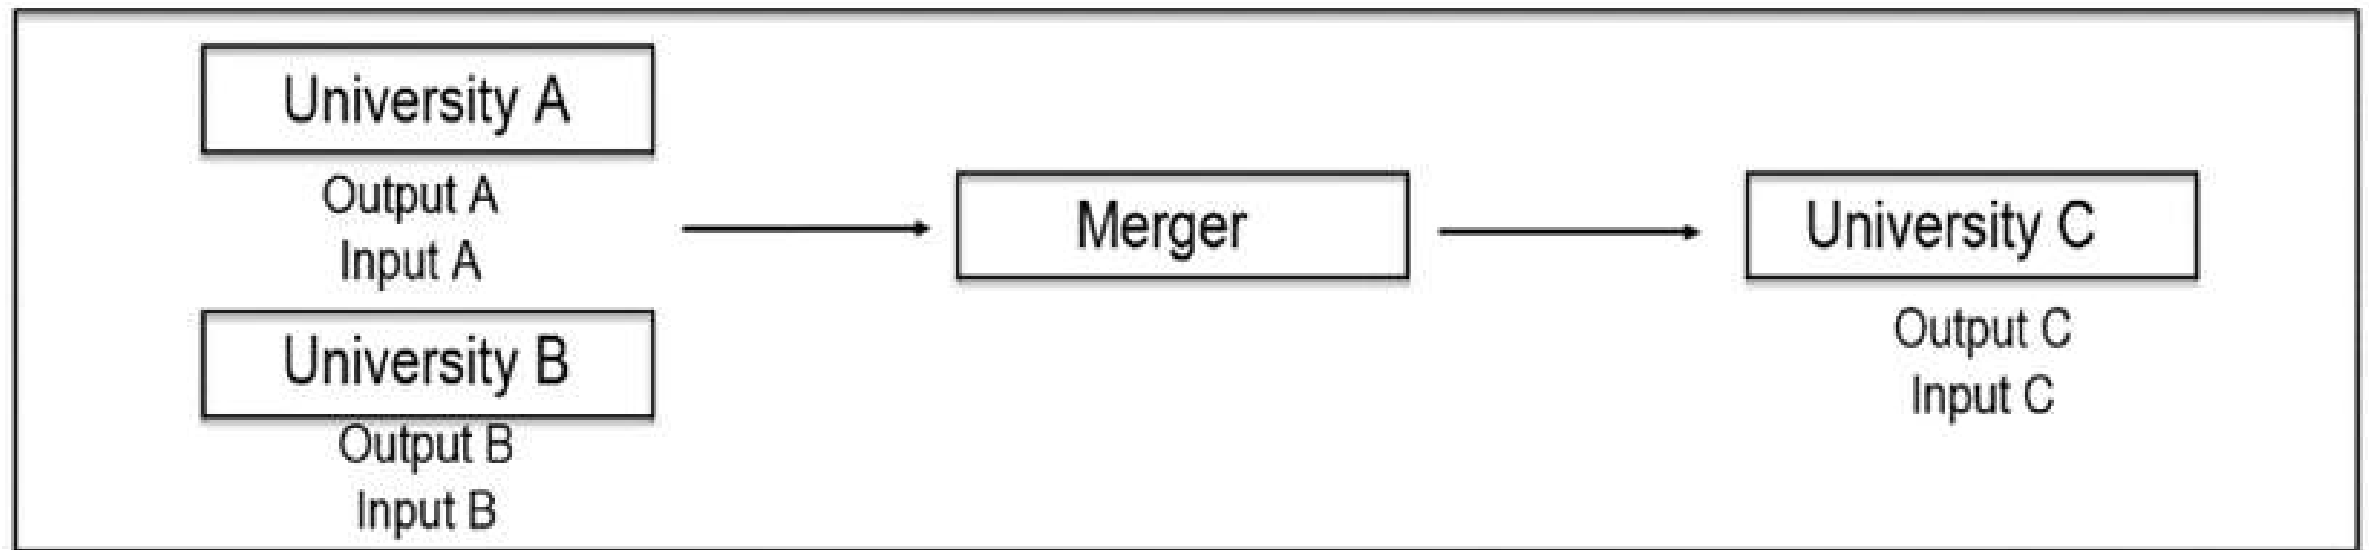 University A
Output A
Input A
University B
Output B
Input B
Merger
University C
Output C
Input C